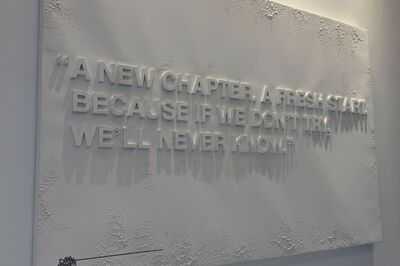 "A NEW CHAPTER. A FRESH START.
BECAUSE IF WE DON'T TRY,
WE'LL NEVER KNOW."